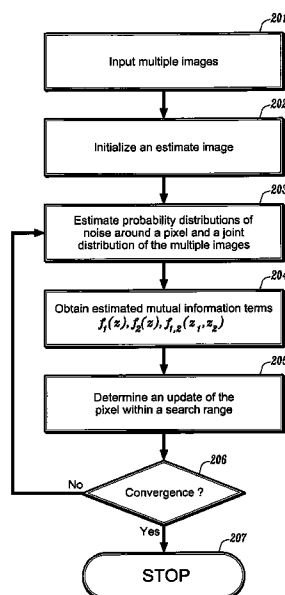 201
Input multiple images
202
Initialize an estimate image
203
Estimate probability distributions of
noise around a pixel and a joint
distribution of the multiple images
204
Obtain estimated mutual information terms
f₁(z), f₂(z), f₁,₂(z₁, z₂)
205
Determine an update of the
pixel within a search range
206
No
Convergence ?
Yes
207
STOP